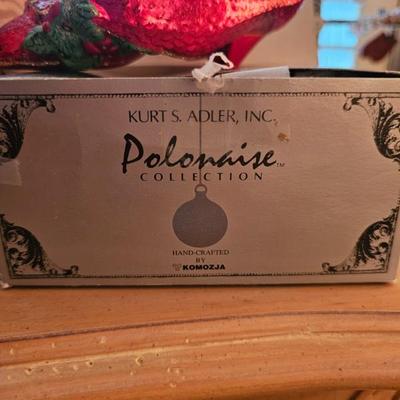 KURT S. ADLER, INC.
Polonaise™
COLLECTION
HAND-CRAFTED
BY
KOMOZJA